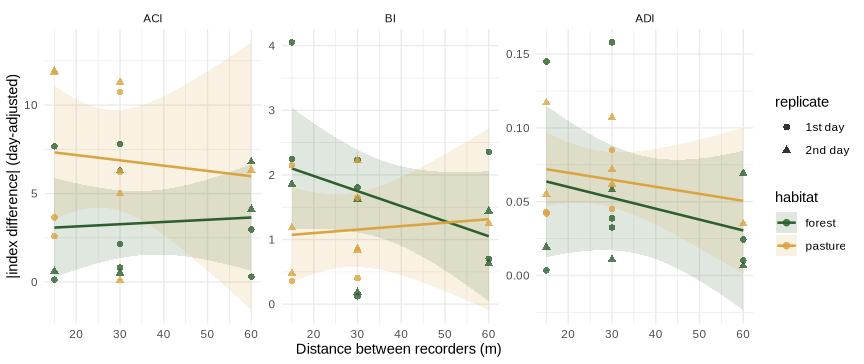 ACI
BI
ADI
|index difference| (day-adjusted)
10
5
0
4
3
2
1
0
0.15
0.10
0.05
0.00
20 30 40 50 60
20 30 40 50 60
20 30 40 50 60
Distance between recorders (m)
replicate
1st day
2nd day
habitat
forest
pasture